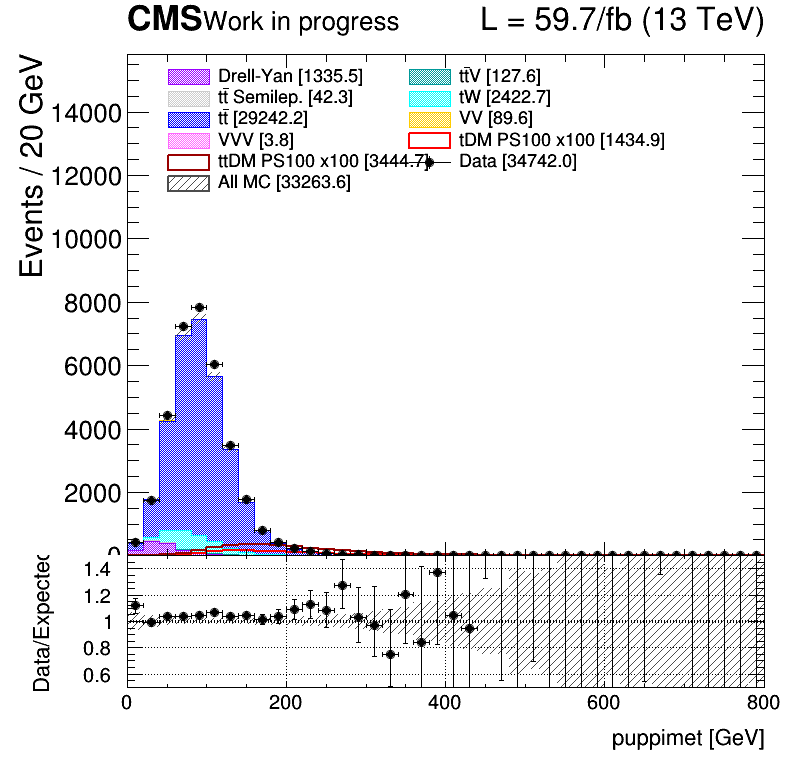 CMS Work in progress L = 59.7/fb (13 TeV)
Events / 20 GeV
14000
12000
10000
8000
6000
4000
2000
0
Drell-Yan [1335.5] tt̄V [127.6]
tt̄ Semilep. [42.3] tW [2422.7]
tt̄ [29242.2] VV [89.6]
VVV [3.8] tDM PS100 x100 [1434.9]
ttDM PS100 x100 [3444.7] Data [34742.0]
All MC [33263.6]
Data/Expected
1.4
1.2
1
0.8
0.6
0 200 400 600 800
puppimet [GeV]